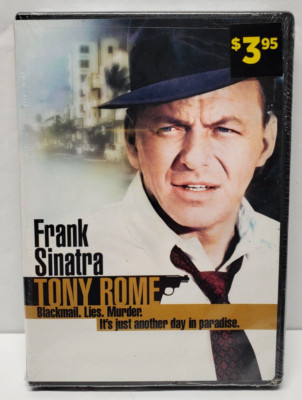 $3.95
Frank
Sinatra
TONY ROME
Blackmail. Lies. Murder.
It's just another day in paradise.